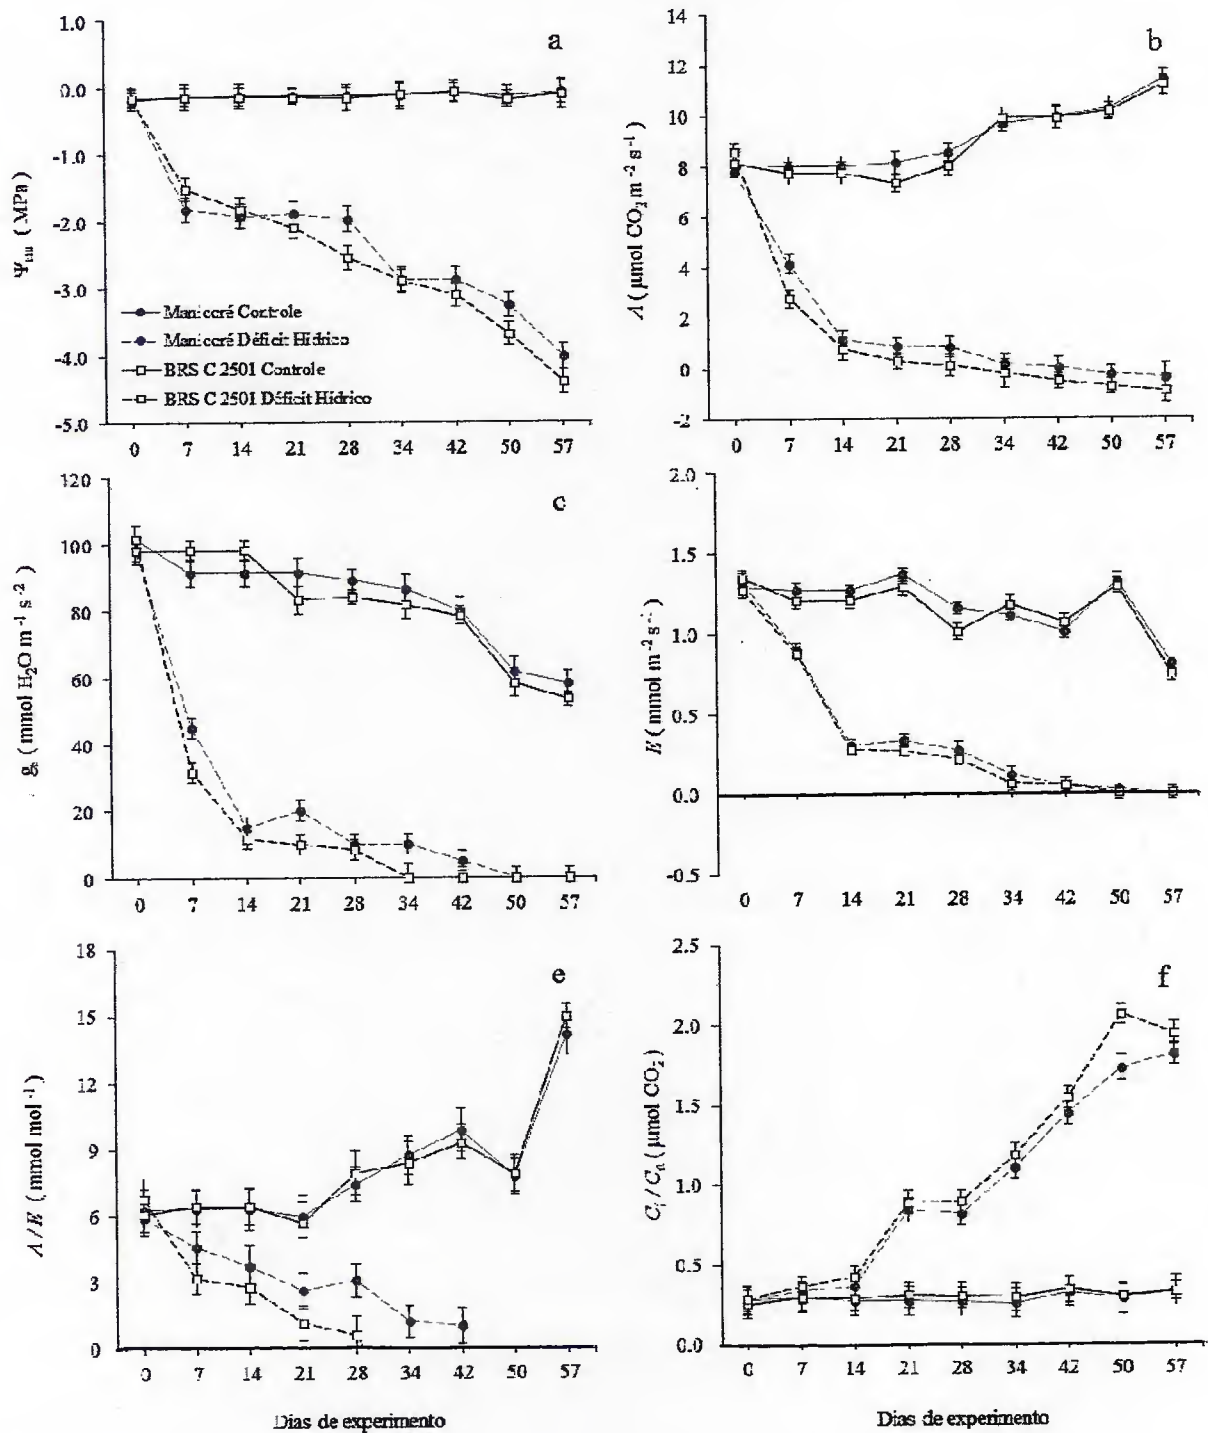 1.0
0.0
-1.0
-2.0
-3.0
-4.0
-5.0
Ψam (MPa)
a
Manicoré Controle
Manicoré Déficit Hídrico
BRS C 2501 Controle
BRS C 2501 Déficit Hídrico
0 7 14 21 28 34 42 50 57
14
12
10
8
6
4
2
0
-2
A ( µmol CO₂ m⁻² s⁻¹ )
b
0 7 14 21 28 34 42 50 57
120
100
80
60
40
20
0
gs ( mmol H₂O m⁻¹ s⁻² )
c
0 7 14 21 28 34 42 50 57
2.0
1.5
1.0
0.5
0.0
-0.5
E ( mmol m⁻² s⁻¹ )
0 7 14 21 28 34 42 50 57
18
15
12
9
6
3
0
A / E ( mmol mol⁻¹ )
e
0 7 14 21 28 34 42 50 57
Dias de experimento
2.5
2.0
1.5
1.0
0.5
0.0
Ci / Ca ( µmol CO₂ )
f
0 7 14 21 28 34 42 50 57
Dias de experimento